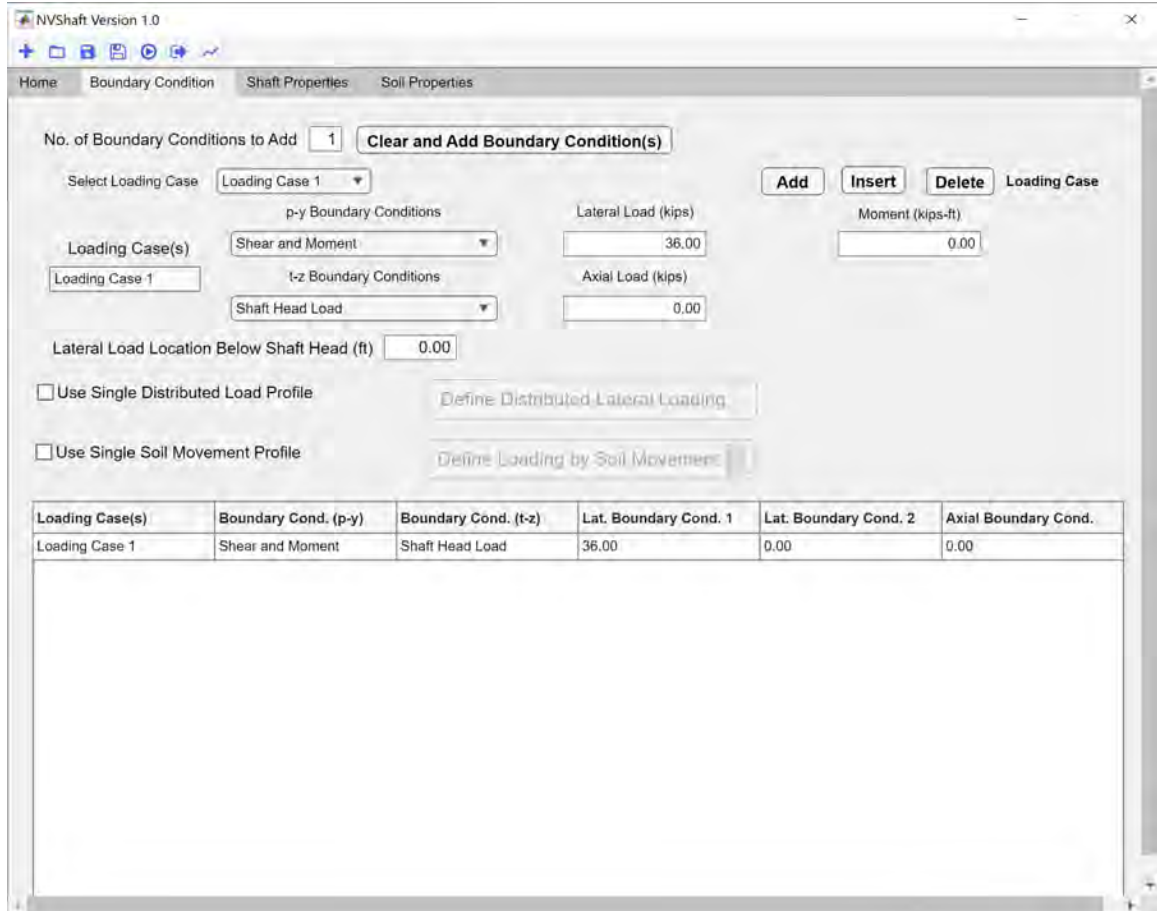 NVShaft Version 1.0
Home Boundary Condition Shaft Properties Soil Properties
No. of Boundary Conditions to Add 1 Clear and Add Boundary Condition(s)
Select Loading Case Loading Case 1 Add Insert Delete Loading Case
p-y Boundary Conditions Lateral Load (kips) Moment (kips-ft)
Loading Case(s) Shear and Moment 36.00 0.00
Loading Case 1 t-z Boundary Conditions Axial Load (kips)
Shaft Head Load 0.00
Lateral Load Location Below Shaft Head (ft) 0.00
Use Single Distributed Load Profile Define Distributed Lateral Loading
Use Single Soil Movement Profile Define Loading by Soil Movement
Loading Case(s) Boundary Cond. (p-y) Boundary Cond. (t-z) Lat. Boundary Cond. 1 Lat. Boundary Cond. 2 Axial Boundary Cond.
Loading Case 1 Shear and Moment Shaft Head Load 36.00 0.00 0.00